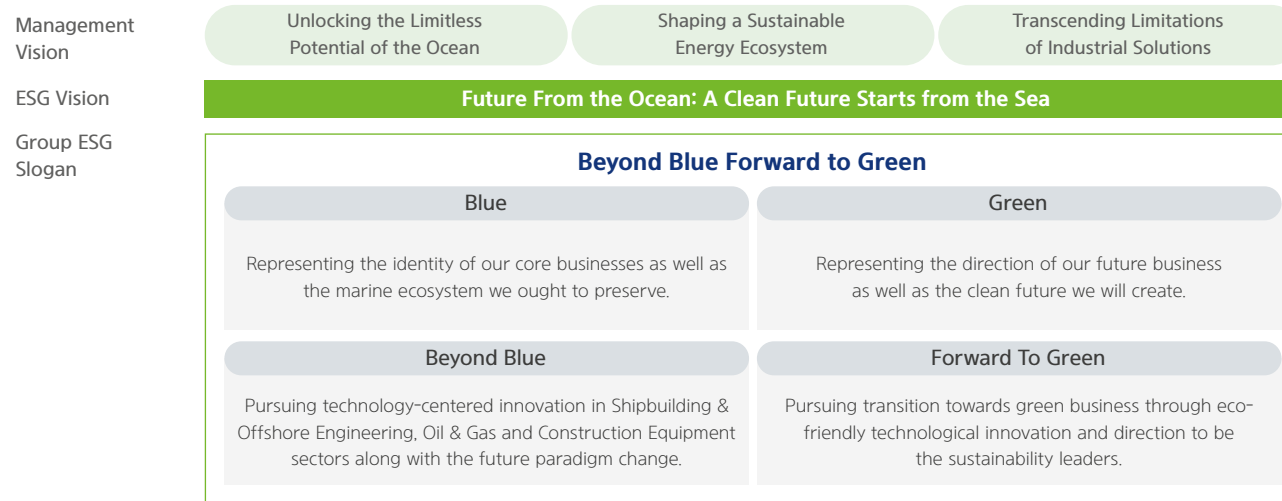 Management
Vision
Unlocking the Limitless
Potential of the Ocean
Shaping a Sustainable
Energy Ecosystem
Transcending Limitations
of Industrial Solutions
ESG Vision
Future From the Ocean: A Clean Future Starts from the Sea
Group ESG
Slogan
Beyond Blue Forward to Green
Blue
Representing the identity of our core businesses as well as
the marine ecosystem we ought to preserve.
Green
Representing the direction of our future business
as well as the clean future we will create.
Beyond Blue
Pursuing technology-centered innovation in Shipbuilding &
Offshore Engineering, Oil & Gas and Construction Equipment
sectors along with the future paradigm change.
Forward To Green
Pursuing transition towards green business through eco-
friendly technological innovation and direction to be
the sustainability leaders.